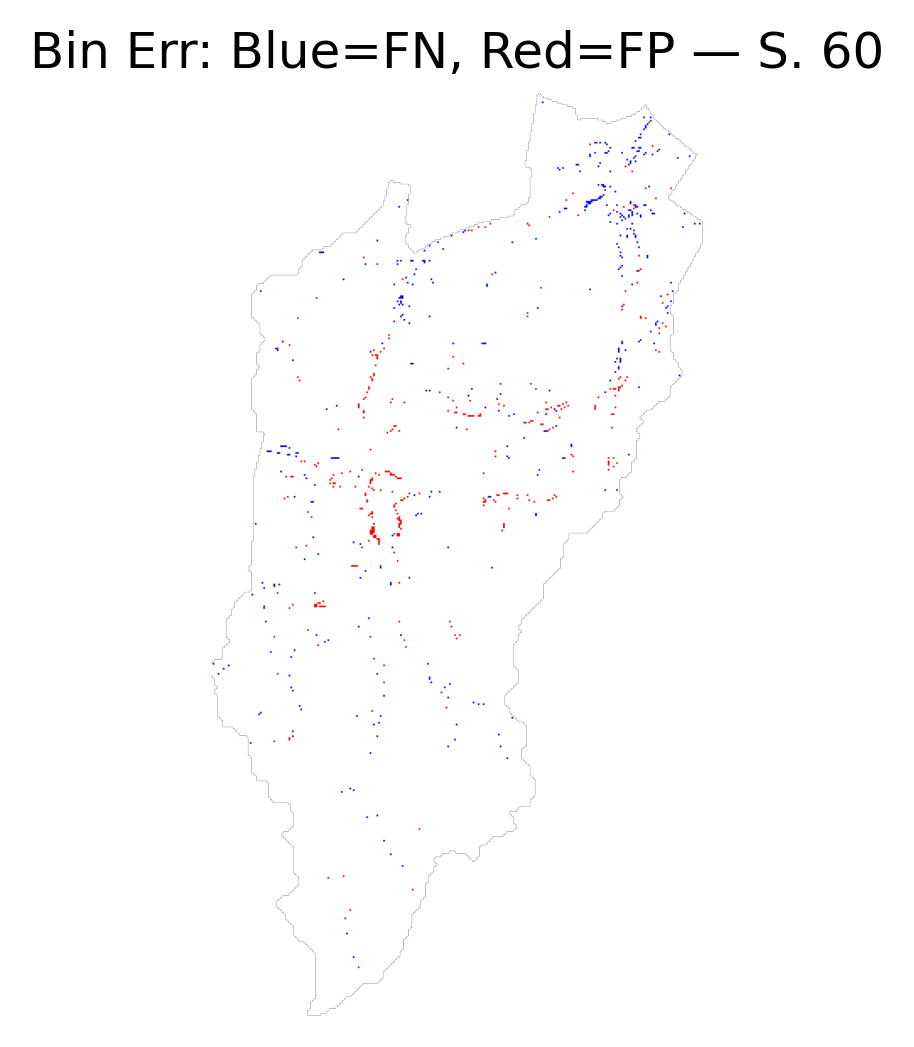 Bin Err: Blue=FN, Red=FP — S. 60